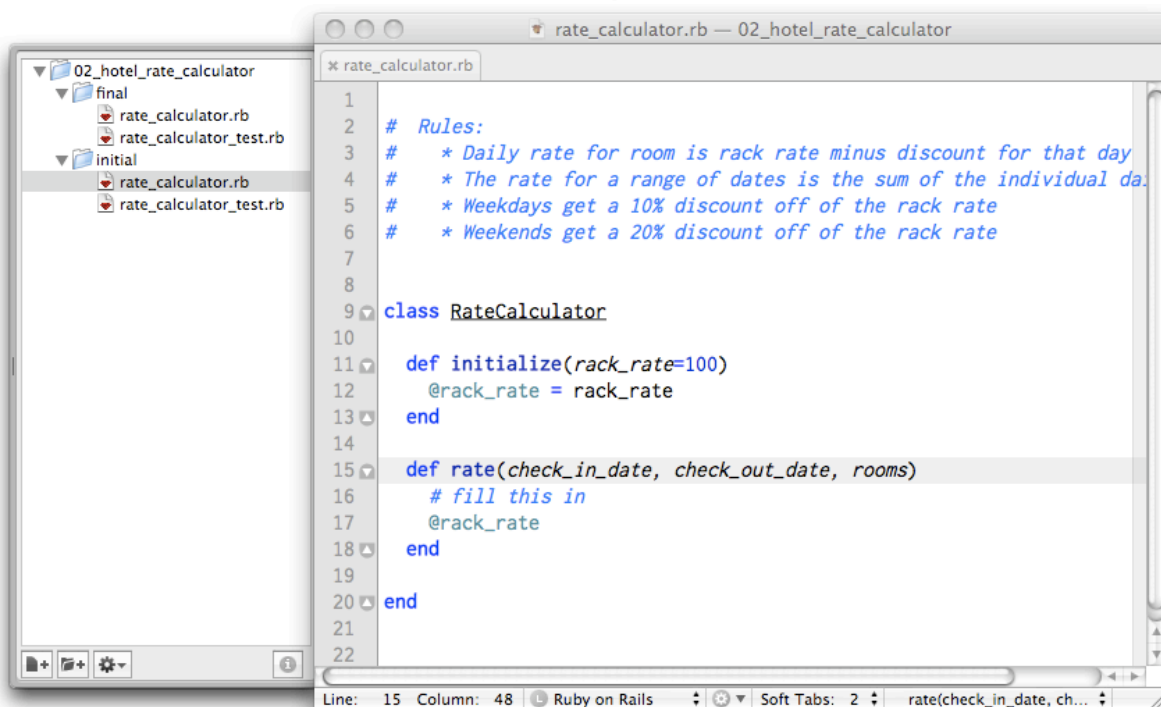 rate_calculator.rb — 02_hotel_rate_calculator
02_hotel_rate_calculator
final
rate_calculator.rb
rate_calculator_test.rb
initial
rate_calculator.rb
rate_calculator_test.rb
rate_calculator.rb
1
2 # Rules:
3 # * Daily rate for room is rack rate minus discount for that day
4 # * The rate for a range of dates is the sum of the individual da
5 # * Weekdays get a 10% discount off of the rack rate
6 # * Weekends get a 20% discount off of the rack rate
7
8
9 class RateCalculator
10
11 def initialize(rack_rate=100)
12 @rack_rate = rack_rate
13 end
14
15 def rate(check_in_date, check_out_date, rooms)
16 # fill this in
17 @rack_rate
18 end
19
20 end
21
22
Line: 15 Column: 48 L Ruby on Rails Soft Tabs: 2 rate(check_in_date, ch...